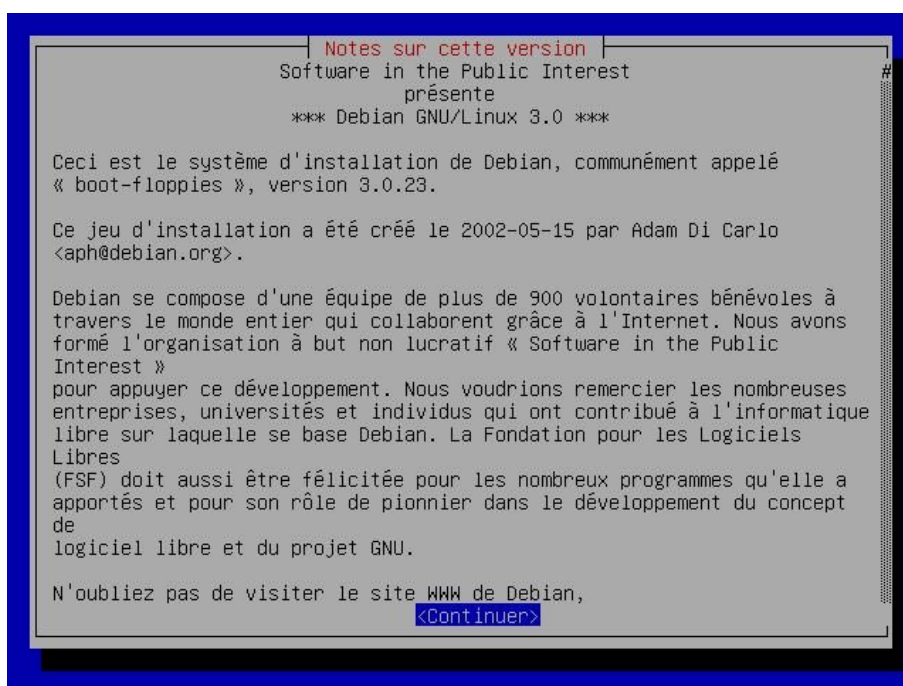 Notes sur cette version
Software in the Public Interest
#
présente
*** Debian GNU/Linux 3.0 ***
Ceci est le système d'installation de Debian, communément appelé
« boot-floppies », version 3.0.23.
Ce jeu d'installation a été créé le 2002-05-15 par Adam Di Carlo
<aph@debian.org>.
Debian se compose d'une équipe de plus de 900 volontaires bénévoles à
travers le monde entier qui collaborent grâce à l'Internet. Nous avons
formé l'organisation à but non lucratif « Software in the Public
Interest »
pour appuyer ce développement. Nous voudrions remercier les nombreuses
entreprises, universités et individus qui ont contribué à l'informatique
libre sur laquelle se base Debian. La Fondation pour les Logiciels
Libres
(FSF) doit aussi être félicitée pour les nombreux programmes qu'elle a
apportés et pour son rôle de pionnier dans le développement du concept
de
logiciel libre et du projet GNU.
N'oubliez pas de visiter le site WWW de Debian,
<Continuer>